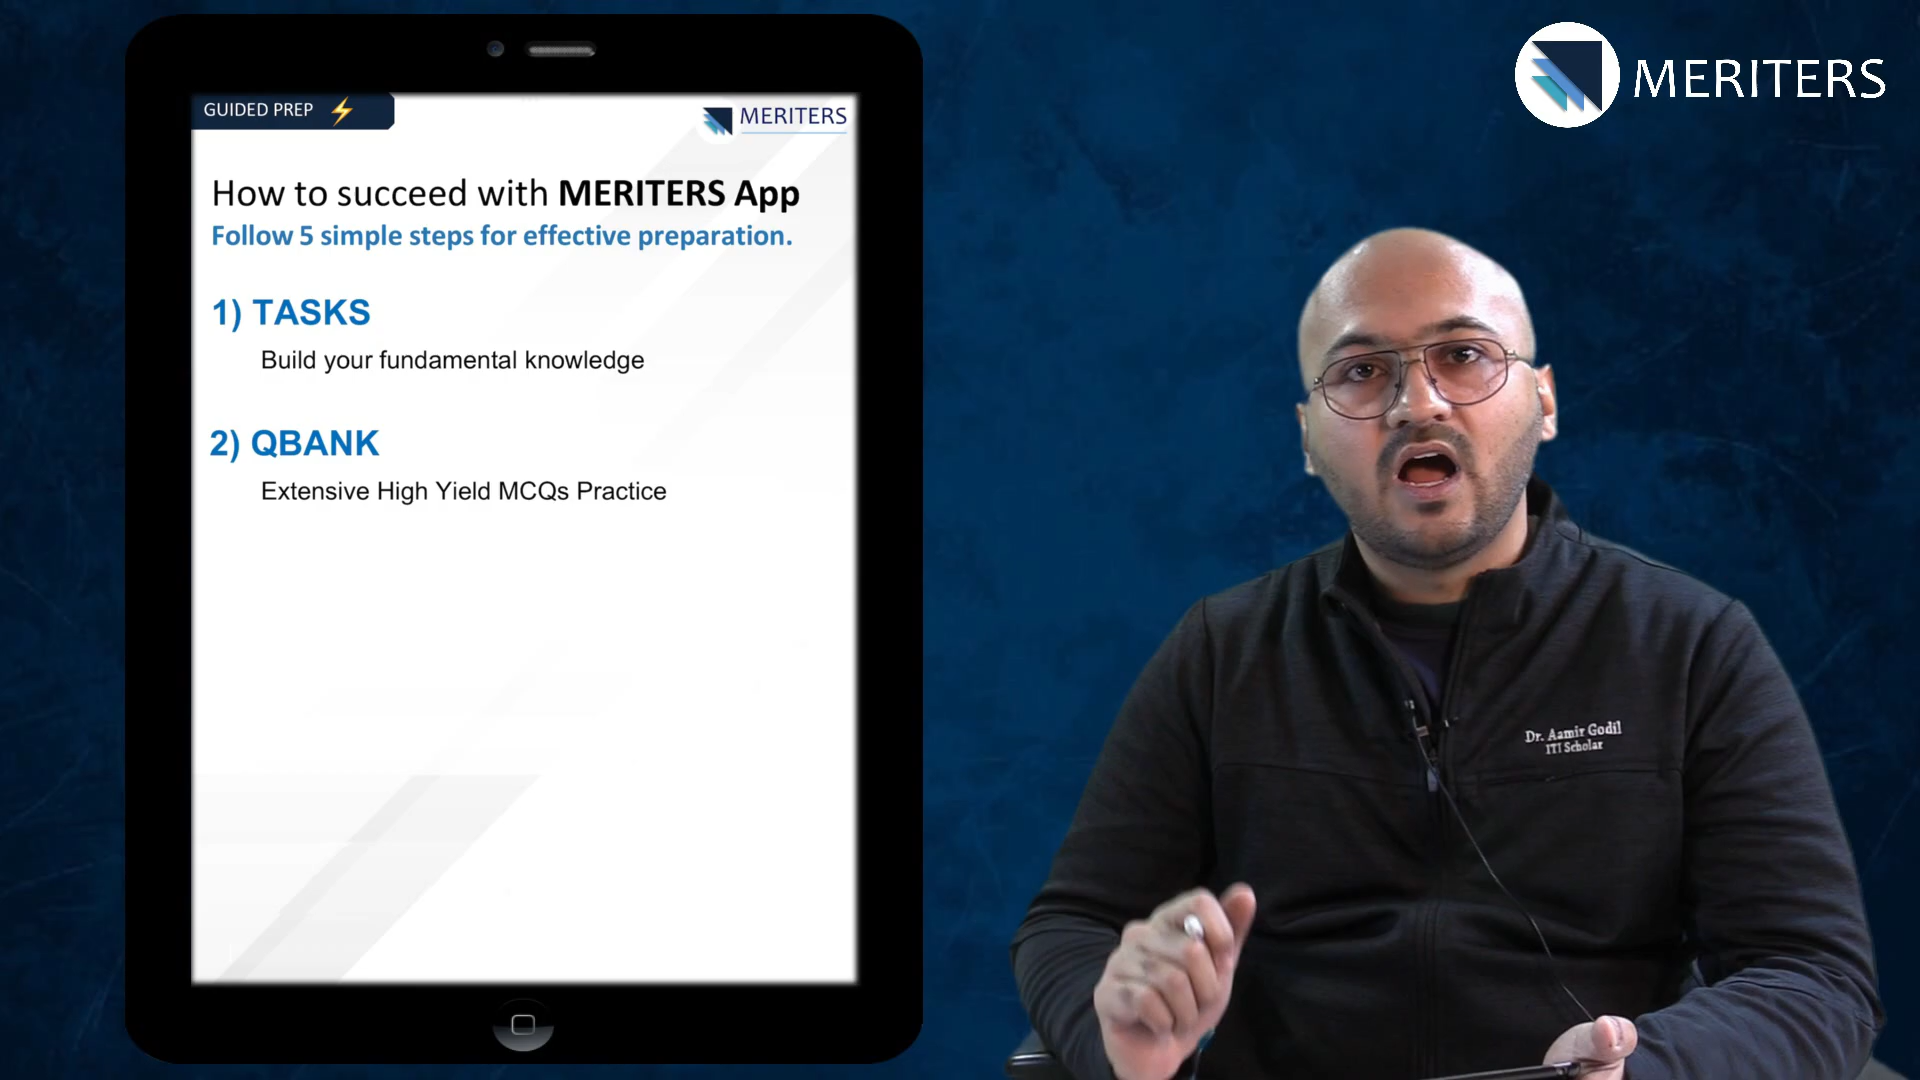 GUIDED PREP
MERITERS
How to succeed with MERITERS App
Follow 5 simple steps for effective preparation.
1) TASKS
Build your fundamental knowledge
2) QBANK
Extensive High Yield MCQs Practice
MERITERS
Dr. Aamir Godil
ITI Scholar